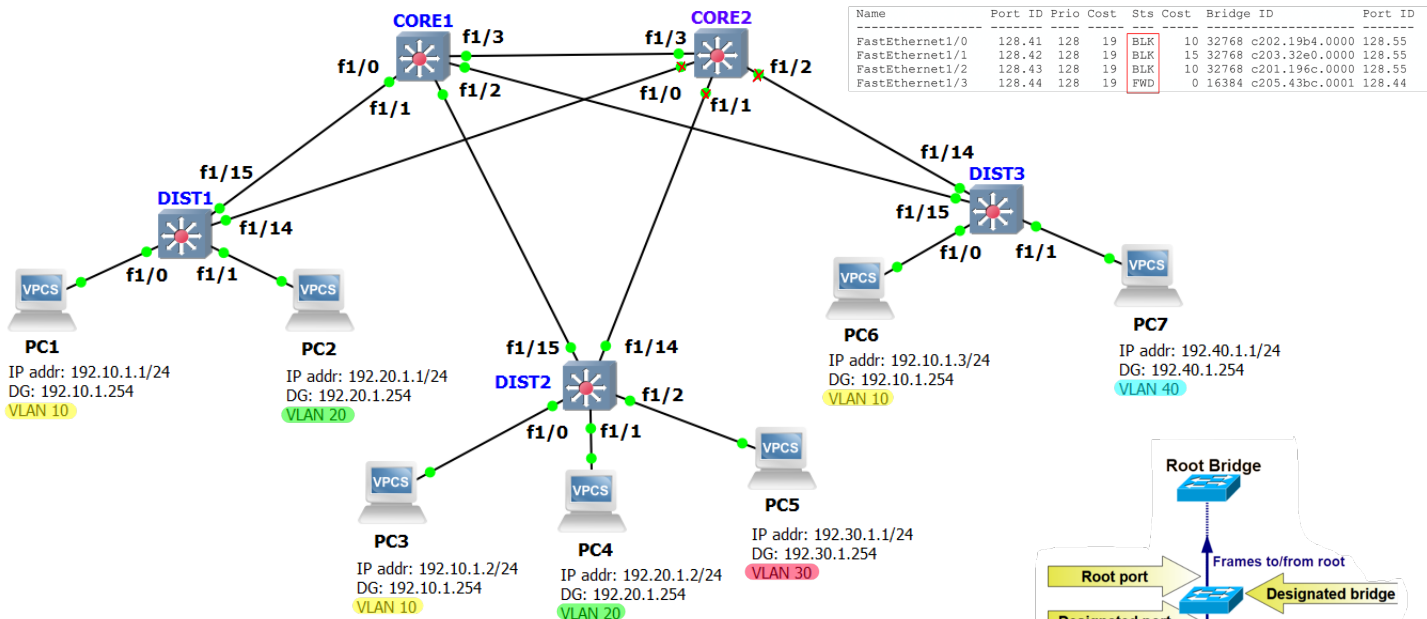 CORE1
CORE2
f1/3
f1/3
f1/0
f1/2
f1/1
f1/2
f1/0
f1/1
Name Port ID Prio Cost Sts Cost Bridge ID Port ID
FastEthernet1/0 128.41 128 19 BLK 10 32768 c202.19b4.0000 128.55
FastEthernet1/1 128.42 128 19 BLK 15 32768 c203.32e0.0000 128.55
FastEthernet1/2 128.43 128 19 BLK 10 32768 c201.196c.0000 128.55
FastEthernet1/3 128.44 128 19 FWD 0 16384 c205.43bc.0001 128.44
f1/15
DIST1
f1/14
f1/0
f1/1
f1/14
DIST3
f1/15
f1/0
f1/1
VPCS
PC1
IP addr: 192.10.1.1/24
DG: 192.10.1.254
VLAN 10
VPCS
PC2
IP addr: 192.20.1.1/24
DG: 192.20.1.254
VLAN 20
VPCS
PC6
IP addr: 192.10.1.3/24
DG: 192.10.1.254
VLAN 10
VPCS
PC7
IP addr: 192.40.1.1/24
DG: 192.40.1.254
VLAN 40
f1/15
f1/14
DIST2
f1/2
f1/0
f1/1
VPCS
PC3
IP addr: 192.10.1.2/24
DG: 192.10.1.254
VLAN 10
VPCS
PC4
IP addr: 192.20.1.2/24
DG: 192.20.1.254
VLAN 20
VPCS
PC5
IP addr: 192.30.1.1/24
DG: 192.30.1.254
VLAN 30
Root Bridge
Frames to/from root
Root port
Designated bridge
Designated port